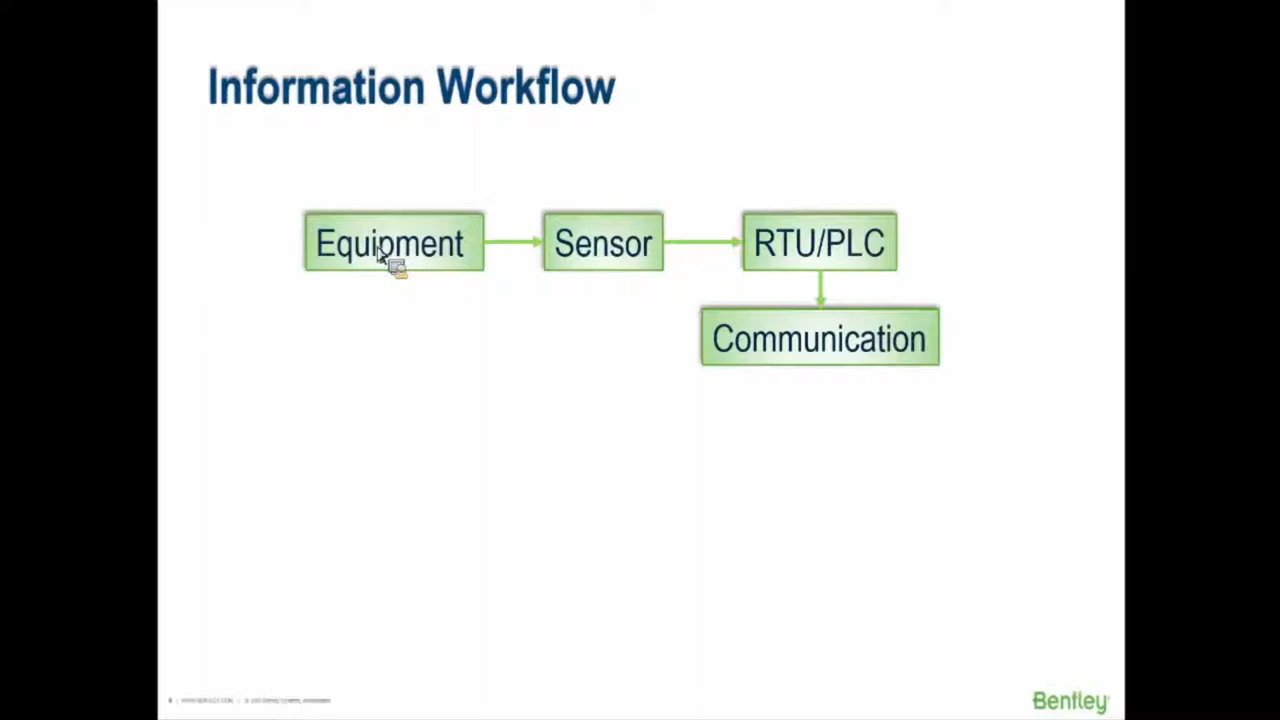 Information Workflow
Equipment
Sensor
RTU/PLC
Communication
Bentley